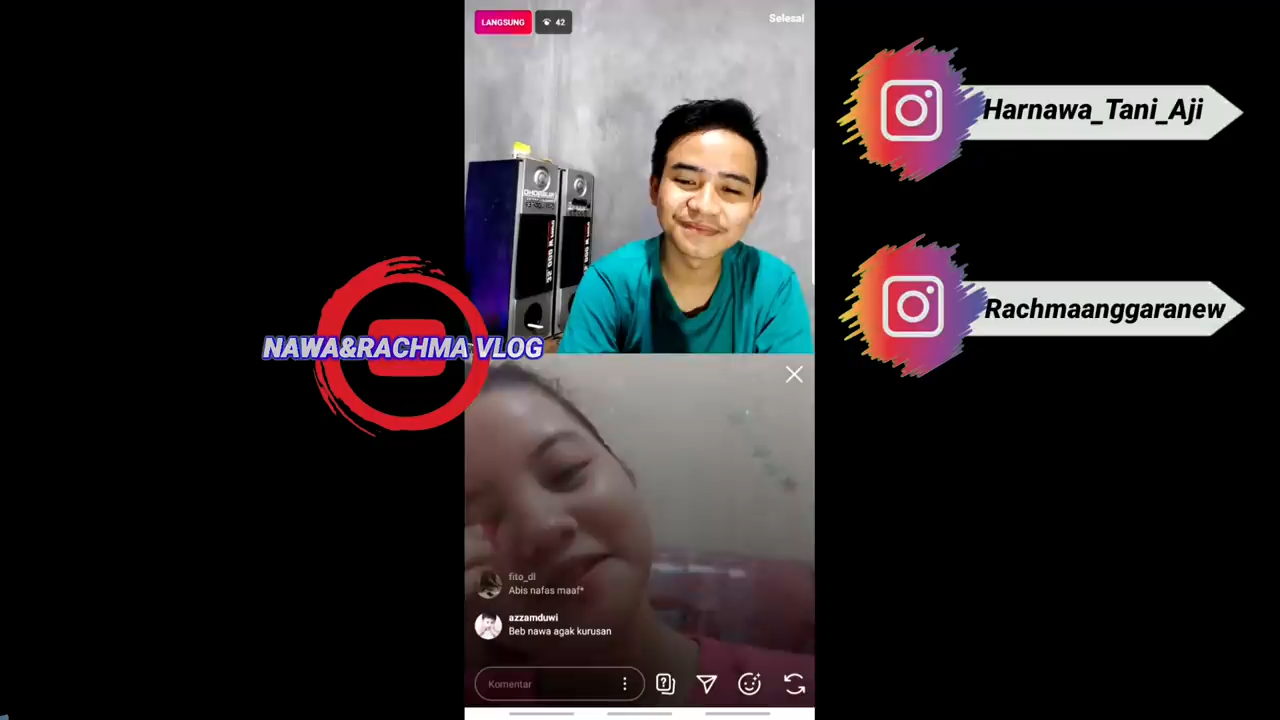 LANGSUNG
42
Selesai
Harnawa_Tani_Aji
NAWA&RACHMA VLOG
Rachmaanggaranew
fito_dl
Abis nafas maaf*
azzamduwi
Beb nawa agak kurusan
Komentar